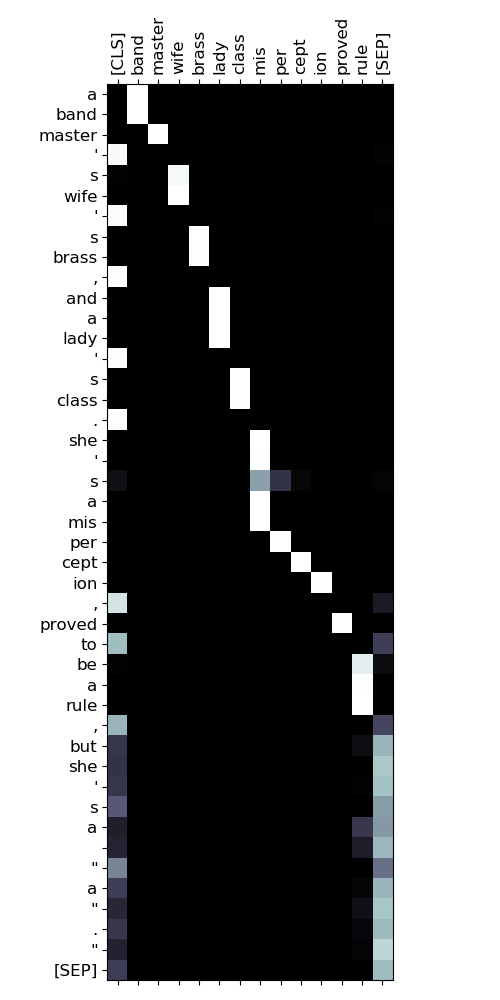 [CLS]
band
master
wife
brass
lady
class
mis
per
cept
ion
proved
rule
[SEP]
a
band
master
'
s
wife
'
s
brass
,
and
a
lady
'
s
class
.
she
'
s
a
mis
per
cept
ion
,
proved
to
be
a
rule
,
but
she
'
s
a
"
a
"
.
"
[SEP]